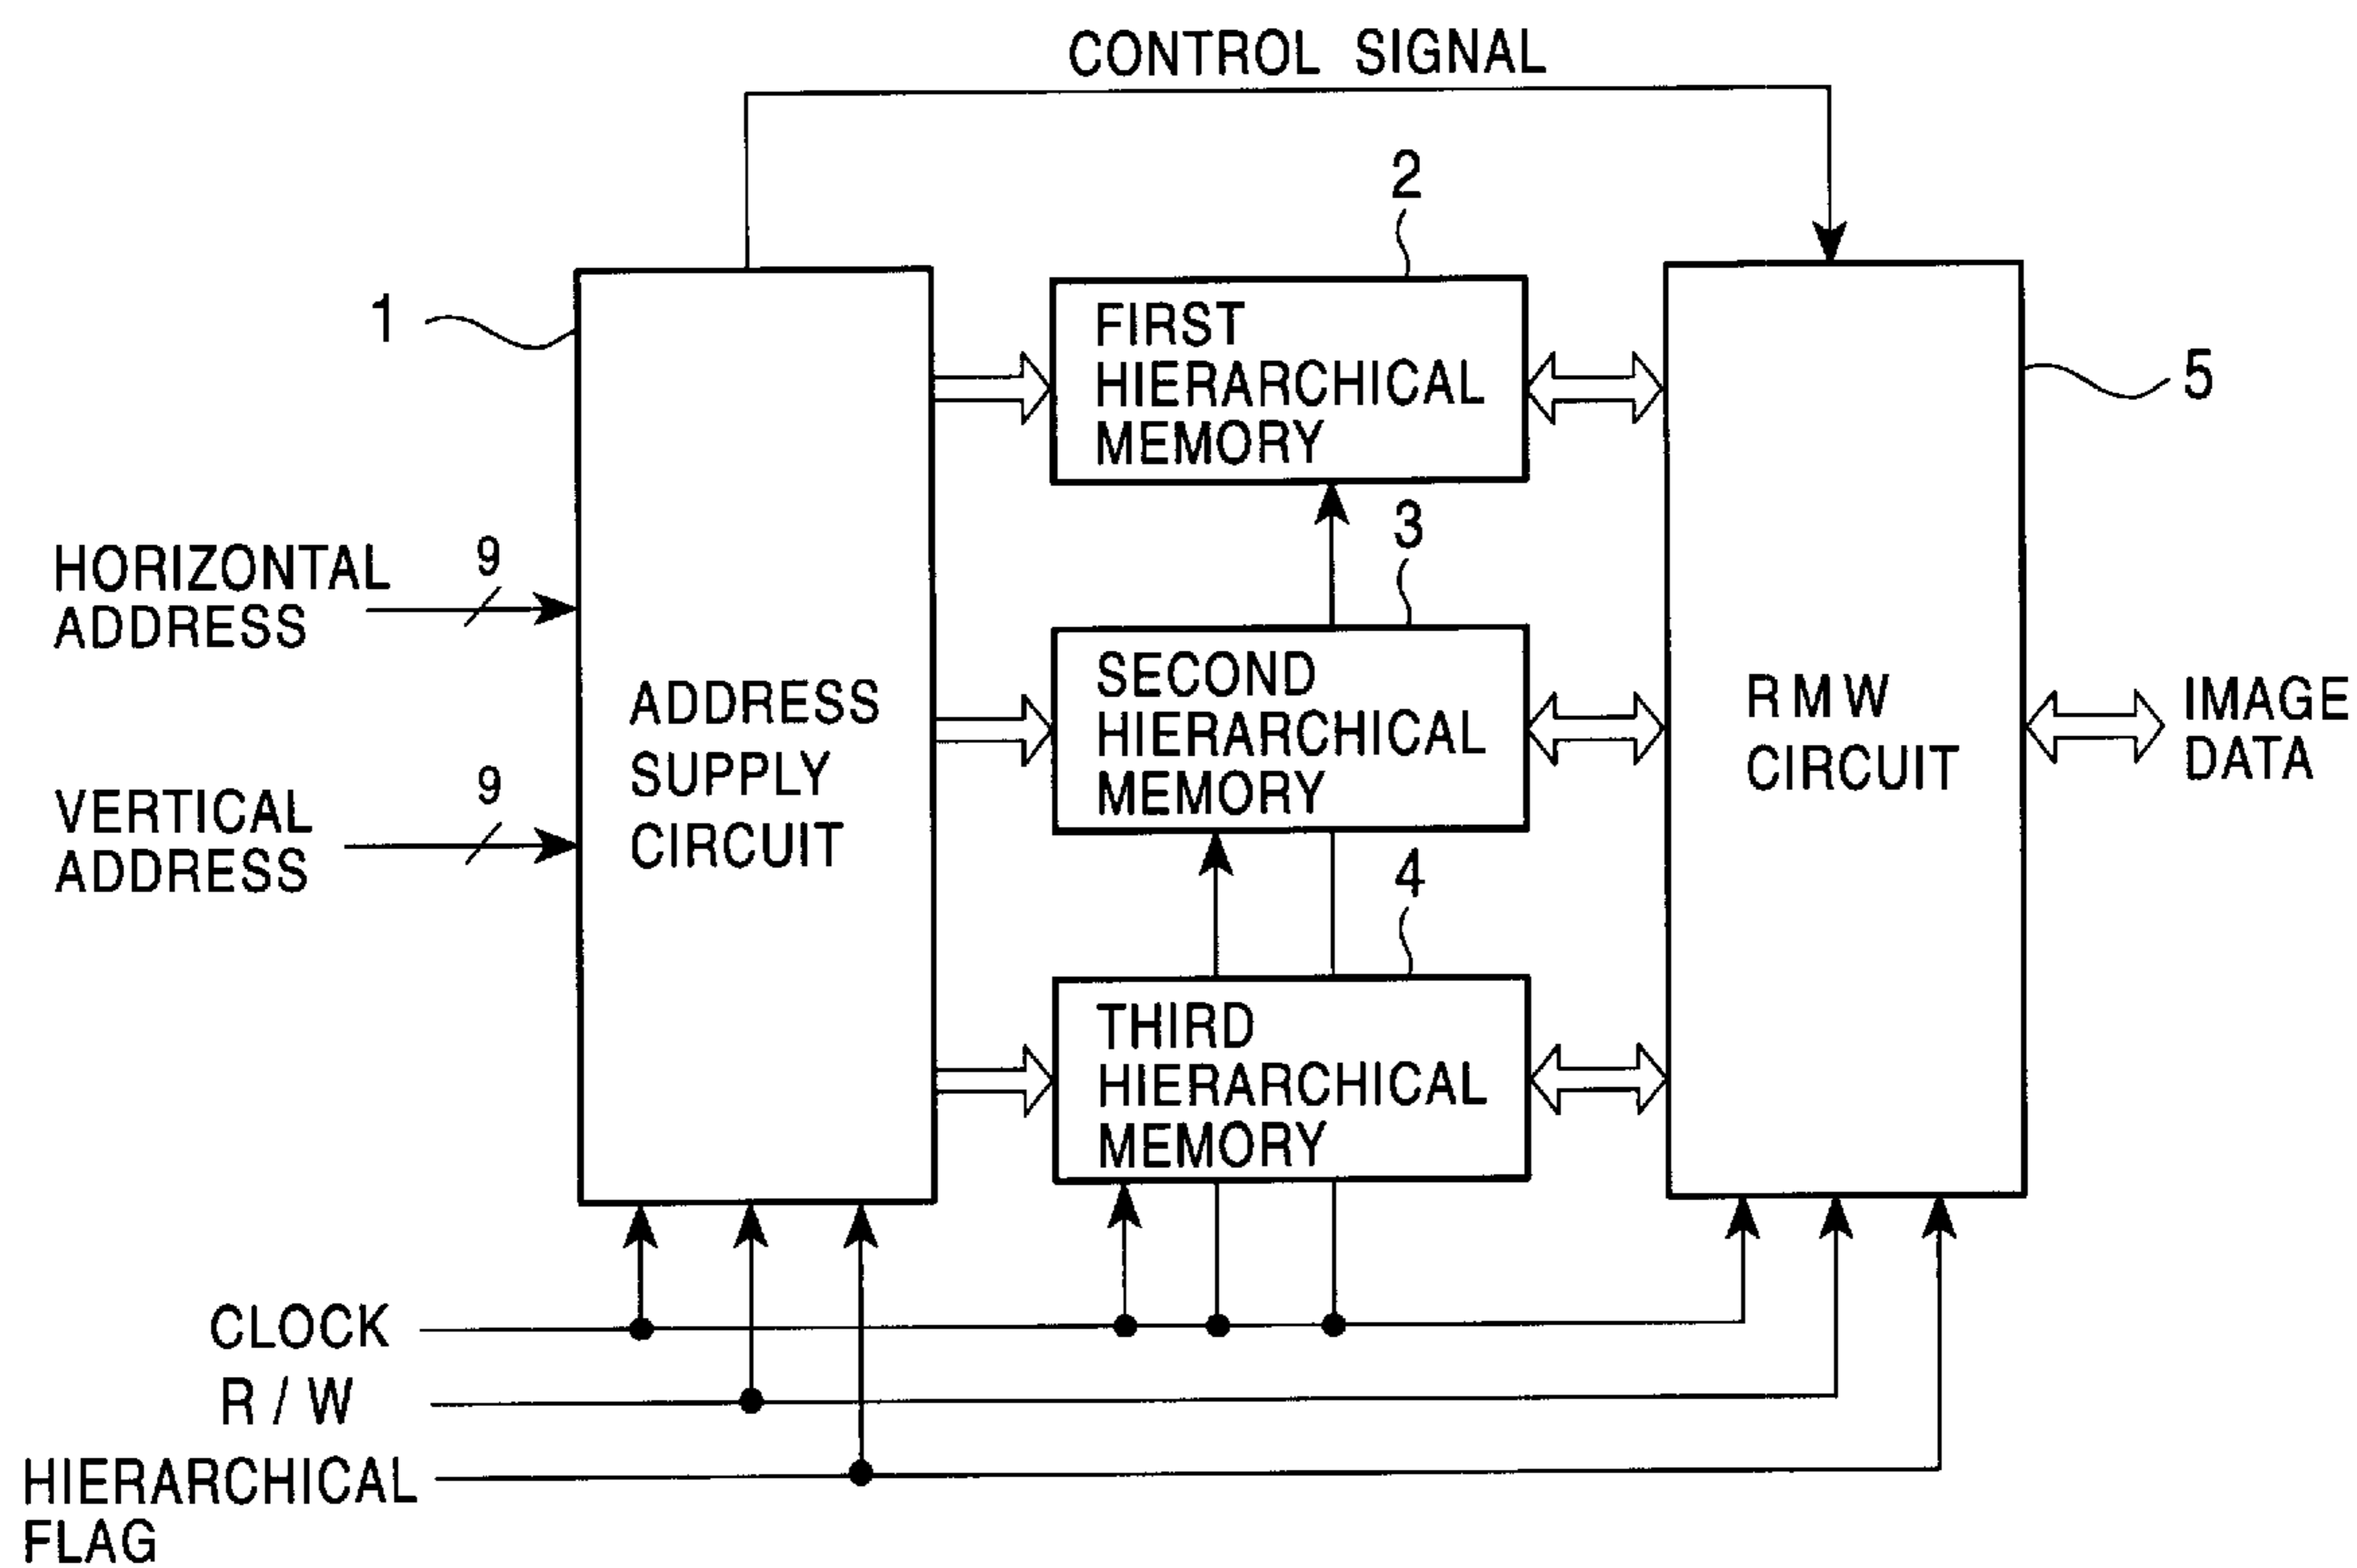 CONTROL SIGNAL
2
FIRST
HIERARCHICAL
MEMORY
1
5
3
HORIZONTAL
ADDRESS
9
SECOND
HIERARCHICAL
MEMORY
ADDRESS
SUPPLY
CIRCUIT
RMW
CIRCUIT
IMAGE
DATA
VERTICAL
ADDRESS
9
4
THIRD
HIERARCHICAL
MEMORY
CLOCK
R / W
HIERARCHICAL
FLAG